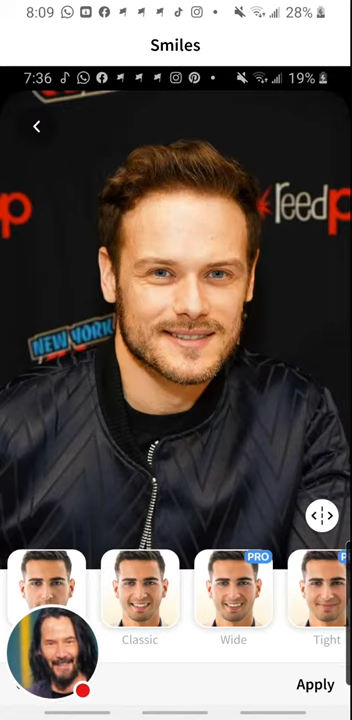 8:09
28%
Smiles
7:36
19%
p
reedp
NEW YORK
PRO
P
Classic
Wide
Tight
Apply